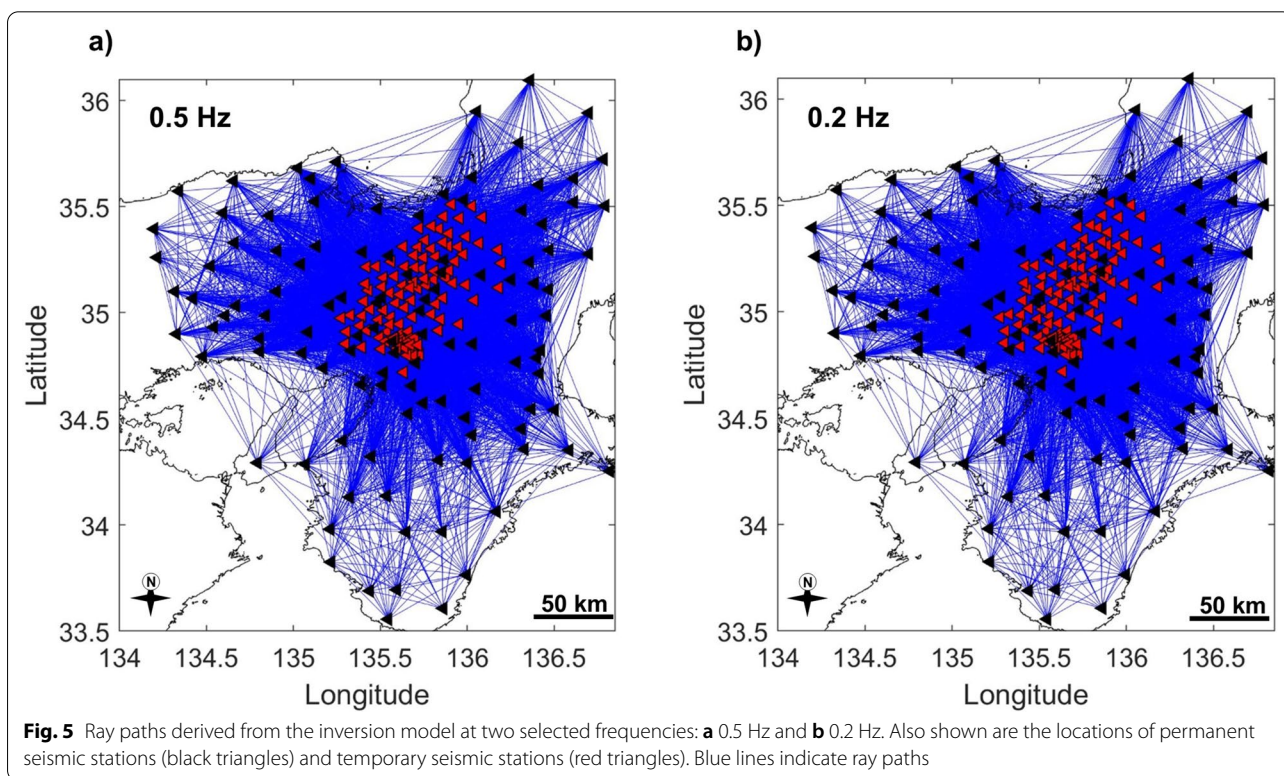 a)
0.5 Hz
36
35.5
35
34.5
34
33.5
Latitude
N
50 km
134
134.5
135
135.5
136
136.5
Longitude
b)
0.2 Hz
36
35.5
35
34.5
34
33.5
Latitude
N
50 km
134
134.5
135
135.5
136
136.5
Longitude
Fig. 5 Ray paths derived from the inversion model at two selected frequencies: a 0.5 Hz and b 0.2 Hz. Also shown are the locations of permanent
seismic stations (black triangles) and temporary seismic stations (red triangles). Blue lines indicate ray paths